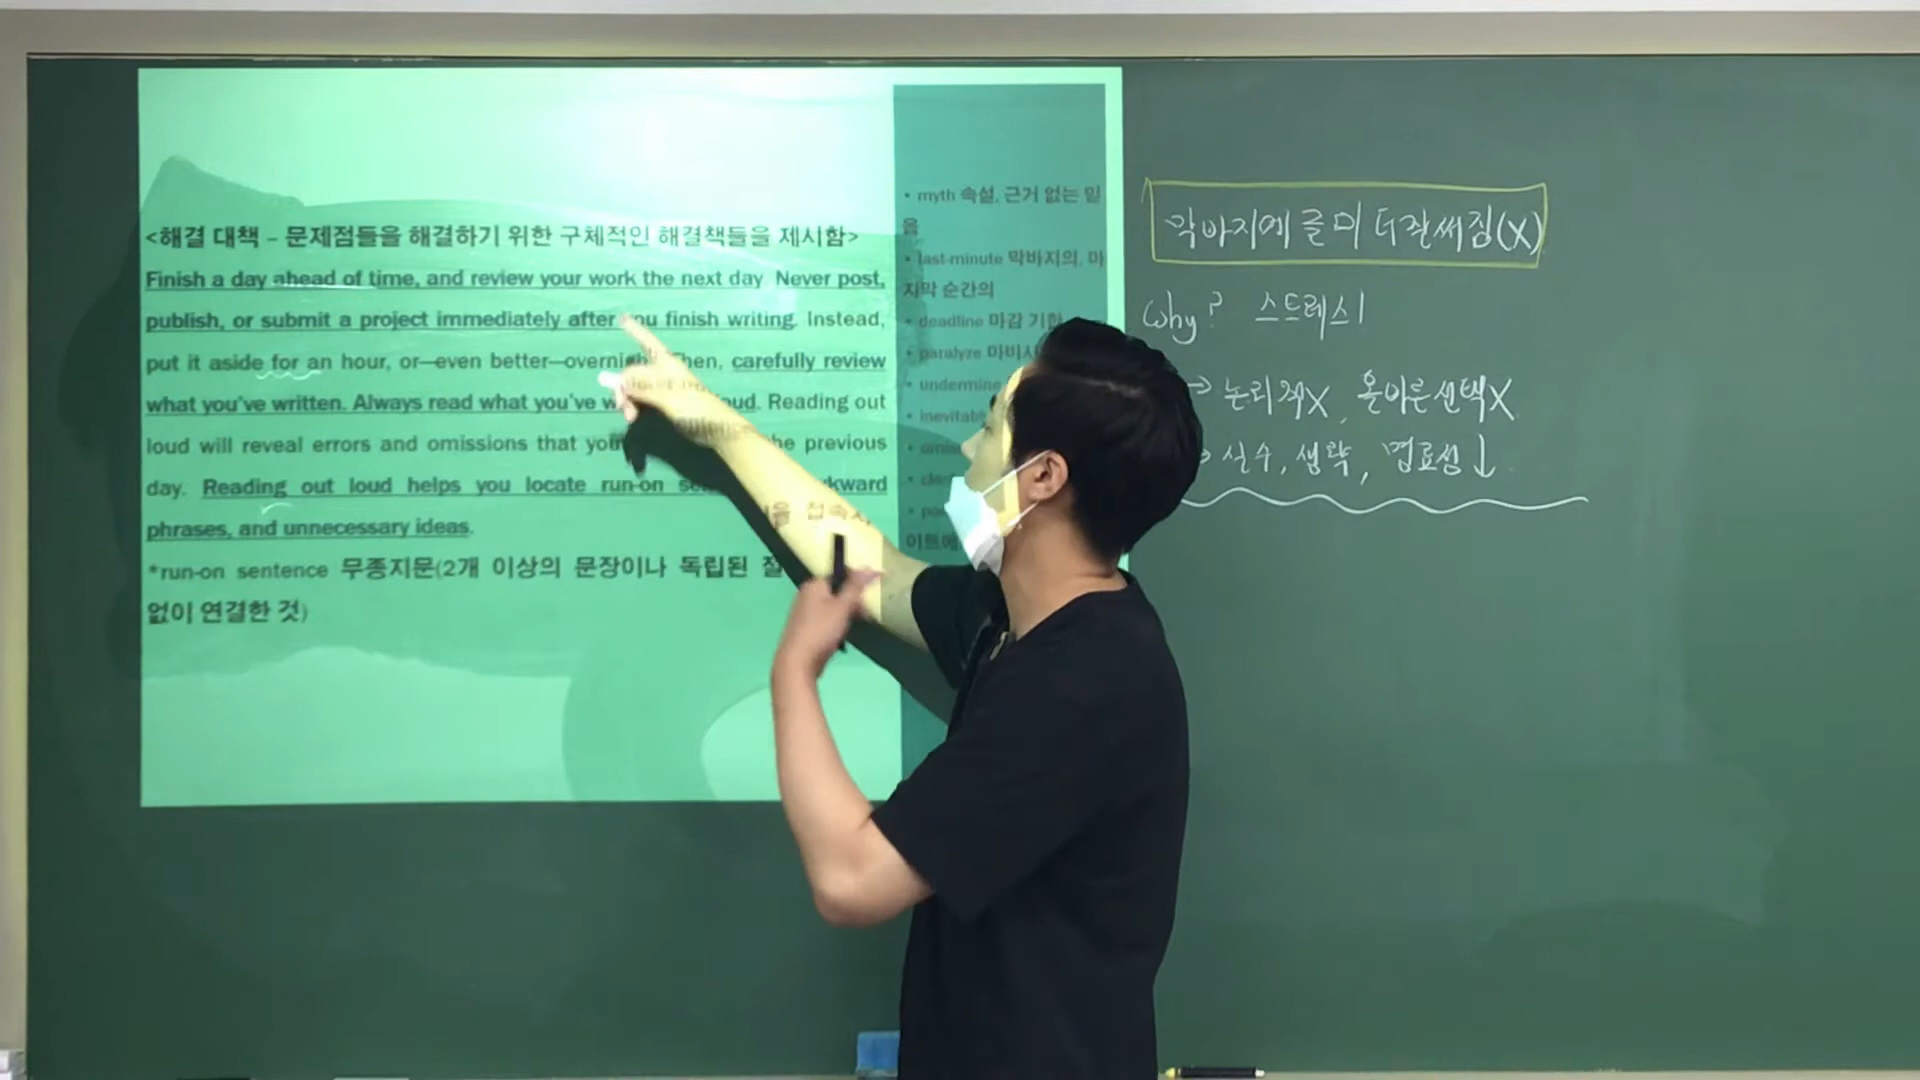 <해결 대책 – 문제점들을 해결하기 위한 구체적인 해결책들을 제시함>
Finish a day ahead of time, and review your work the next day Never post,
publish, or submit a project immediately after you finish writing. Instead,
put it aside for an hour, or—even better—overnight. Then, carefully review
what you've written. Always read what you've loud. Reading out
loud will reveal errors and omissions that you the previous
day. Reading out loud helps you locate run-on awkward
phrases, and unnecessary ideas.
*run-on sentence 무종지문(2개 이상의 문장이나 독립된 절을 접속사
없이 연결한 것)
• myth 속설, 근거 없는 믿
음
• last-minute 막바지의, 마
지막 순간의
• deadline 마감 기한
• paralyze
• undermine
막바지에 글이 더 잘 써짐(X)
Why? 스트레스!
→ 논리적X, 올바른 선택X
→ 실수, 생략, 명료성↓